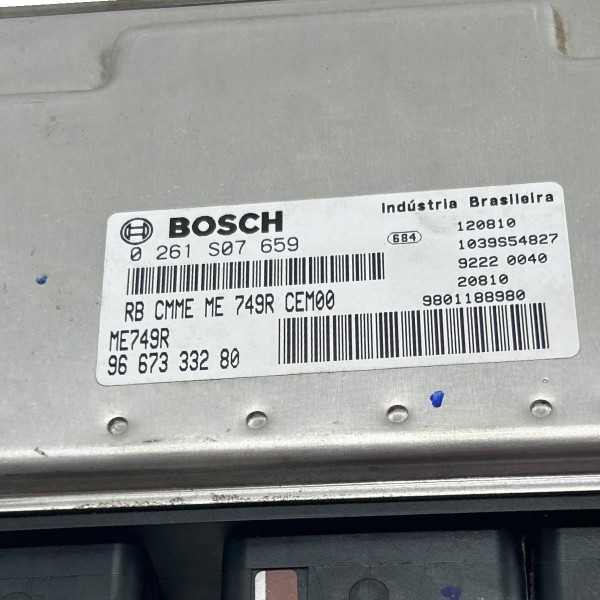 BOSCH
Indústria Brasileira
0 261 S07 659
684
120810
1039S54827
9222 0040
20810
RB CMME ME 749R CEM00
9801188980
ME749R
96 673 332 80